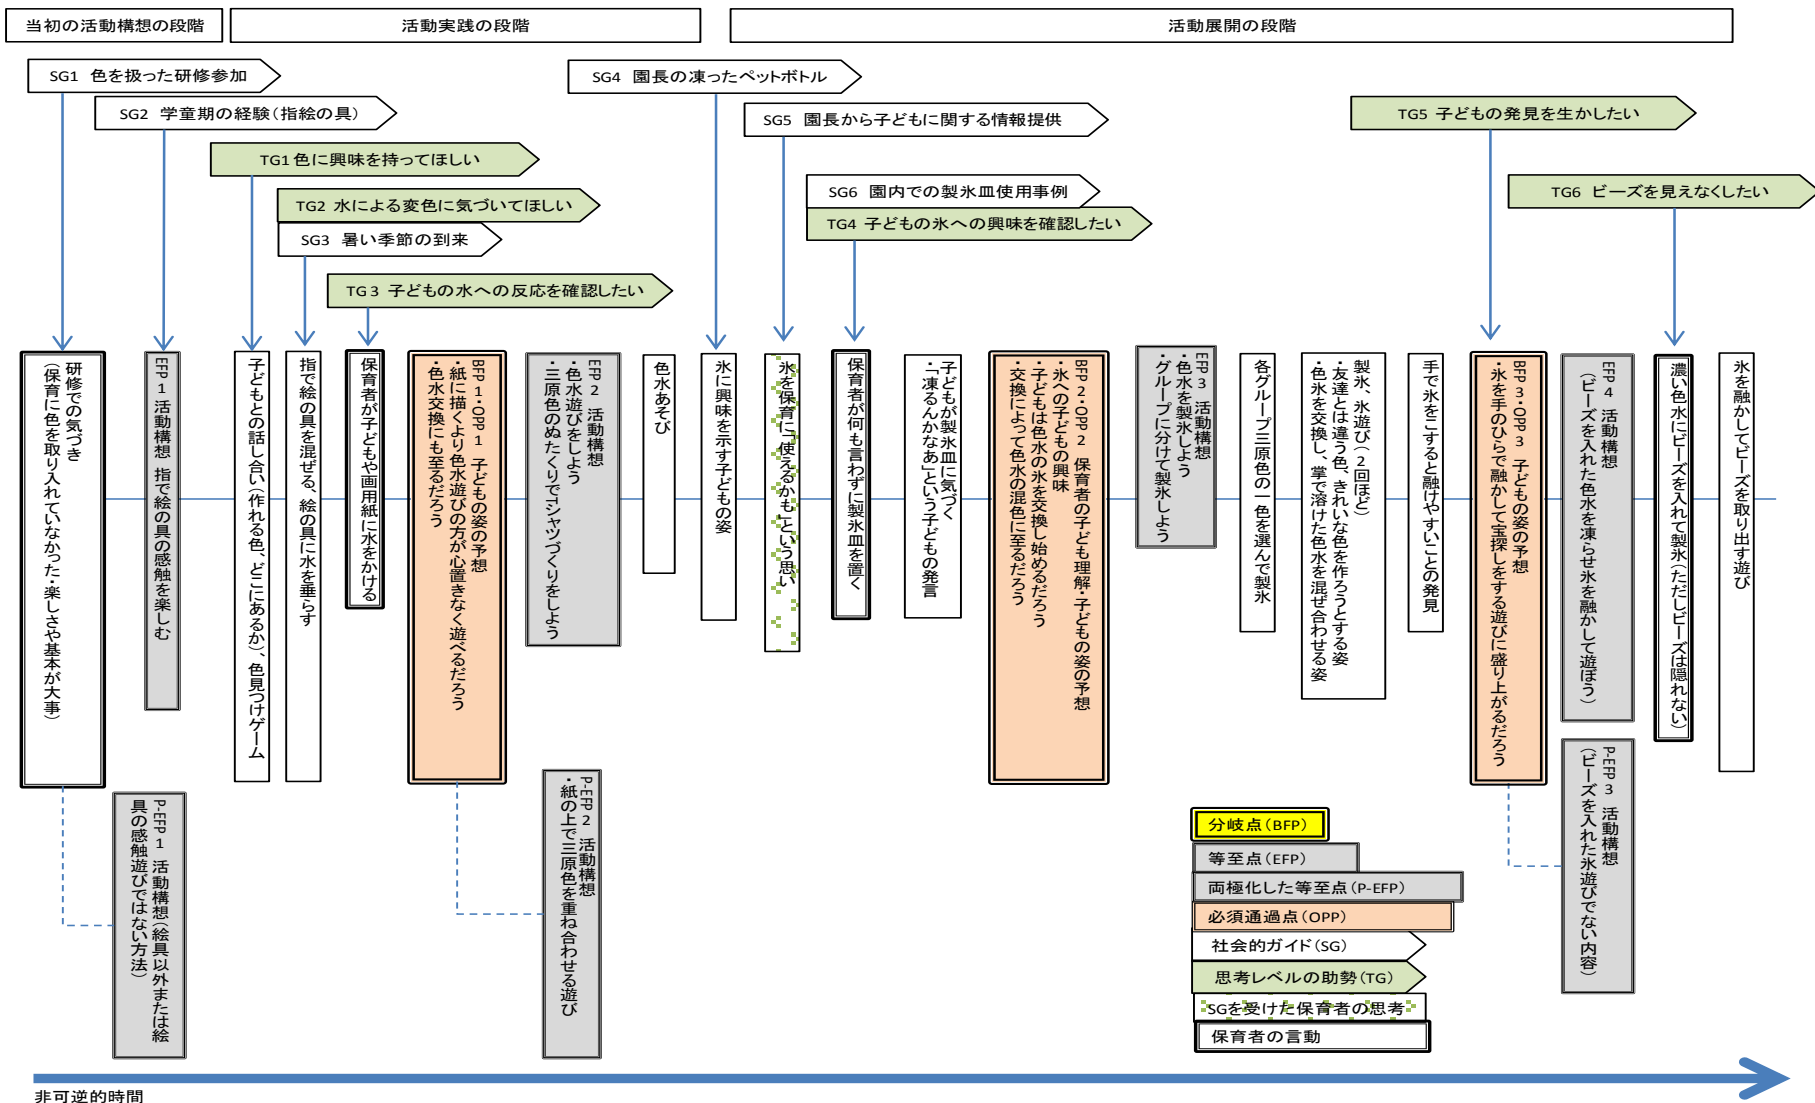 当初の活動構想の段階
活動実践の段階
活動展開の段階
SG1 色を扱った研修参加
SG2 学童期の経験(指絵の具)
TG1 色に興味を持ってほしい
TG2 水による変色に気づいてほしい
SG3 暑い季節の到来
TG3 子どもの水への反応を確認したい
SG4 園長の凍ったペットボトル
SG5 園長から子どもに関する情報提供
SG6 園内での製氷皿使用事例
TG4 子どもの氷への興味を確認したい
TG5 子どもの発見を生かしたい
TG6 ビーズを見えなくしたい
研修での気づき
(保育に色を取り入れていなかった・楽しさや基本が大事)
EFP1 活動構想 指で絵の具の感触を楽しむ
子どもとの話し合い(作れる色、どこにあるか)、色見つけゲーム
指で絵の具を混ぜる、絵の具に水を垂らす
保育者が子どもや画用紙に水をかける
BFP1・OPP1 子どもの姿の予想
・紙に描くより色水遊びの方が心置きなく遊べるだろう
・色水交換にも至るだろう
EFP2 活動構想
・色水遊びをしよう
・三原色のぬたくりでTシャツづくりをしよう
色水あそび
氷に興味を示す子どもの姿
氷を保育に「使えるかも」という思い
保育者が何も言わずに製氷皿を置く
子どもが製氷皿に気づく
・「凍るんかなあ」という子どもの発言
BFP2・OPP2 保育者の子ども理解・子どもの姿の予想
・氷への子どもの興味
・子どもは色水の氷を交換し始めるだろう
・交換によって色水の混色に至るだろう
EFP3 活動構想
・色水を製氷しよう
・グループに分けて製氷しよう
各グループ三原色の一色を選んで製氷
製氷、氷遊び(2回ほど)
・友達とは違う色、きれいな色を作ろうとする姿
・色氷を交換し、掌で溶けた色水を混ぜ合わせる姿
手で氷をこすると融けやすいことの発見
BFP3・OPP3 子どもの姿の予想
・氷を手のひらで融かして宝探しをする遊びに盛り上がるだろう
EFP4 活動構想
(ビーズを入れた色水を凍らせ氷を融かして遊ぼう)
濃い色水にビーズを入れて製氷(ただしビーズは隠れない)
氷を融かしてビーズを取り出す遊び
P-EFP1 活動構想(絵具以外または絵
具の感触遊びではない方法)
P-EFP2 活動構想
・紙の上で三原色を重ね合わせる遊び
P-EFP3 活動構想
(ビーズを入れた氷遊びでない内容)
分岐点(BFP)
等至点(EFP)
両極化した等至点(P-EFP)
必須通過点(OPP)
社会的ガイド(SG)
思考レベルの助勢(TG)
SGを受けた保育者の思考
保育者の言動
非可逆的時間